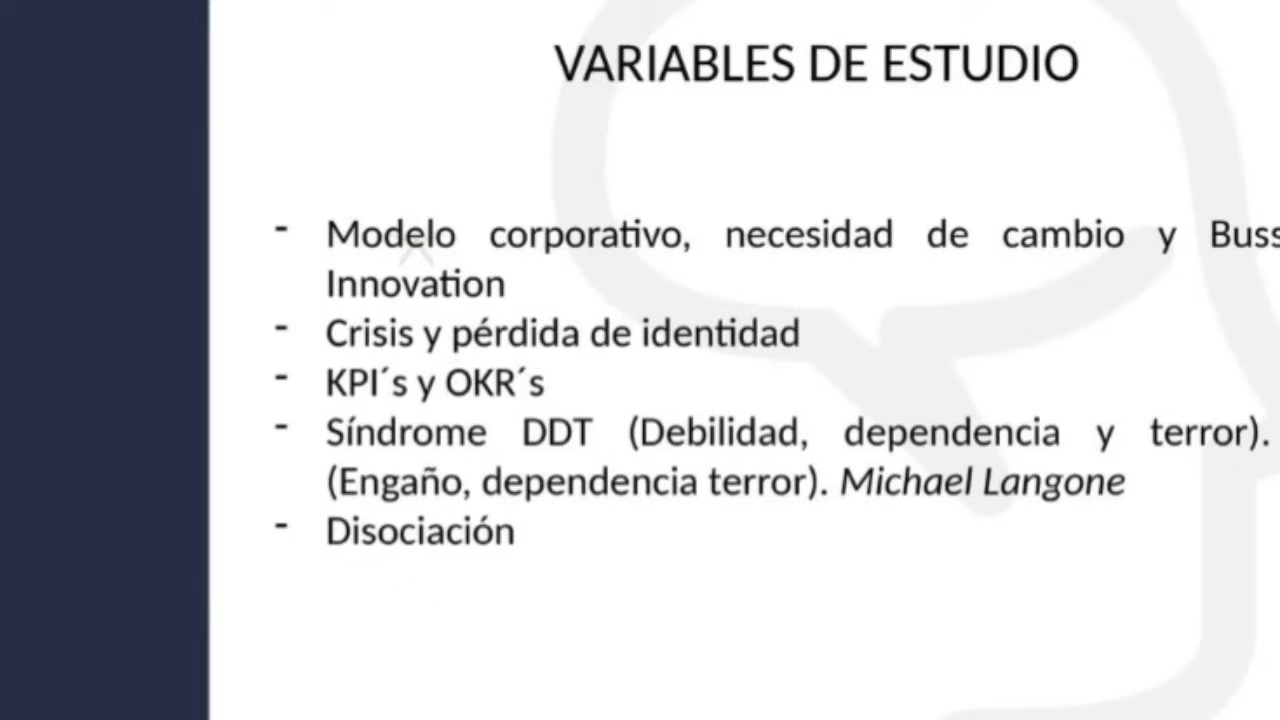 VARIABLES DE ESTUDIO
- Modelo corporativo, necesidad de cambio y
Innovation
- Crisis y pérdida de identidad
- KPI´s y OKR´s
- Síndrome DDT (Debilidad, dependencia y terror).
(Engaño, dependencia terror). Michael Langone
- Disociación